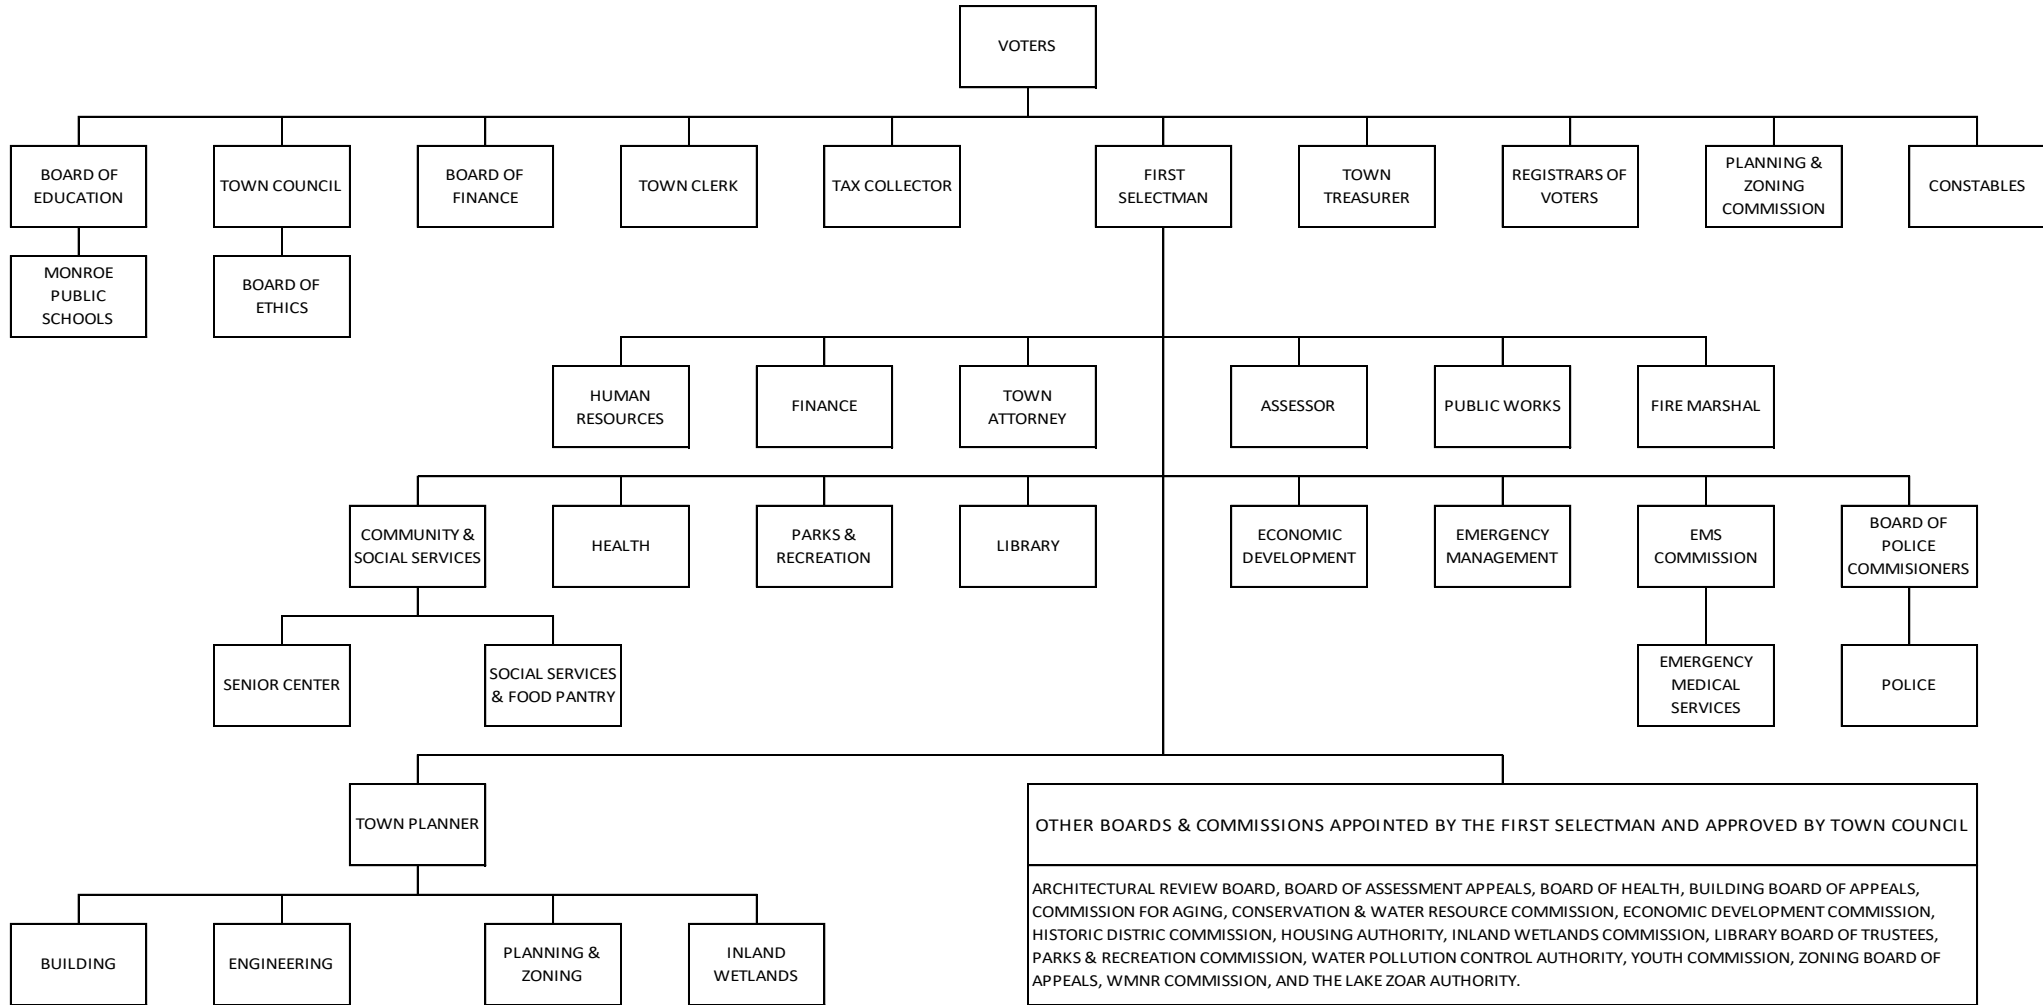 VOTERS
BOARD OF
EDUCATION
TOWN COUNCIL
BOARD OF
FINANCE
TOWN CLERK
TAX COLLECTOR
FIRST
SELECTMAN
TOWN
TREASURER
REGISTRARS OF
VOTERS
PLANNING &
ZONING
COMMISSION
CONSTABLES
MONROE
PUBLIC
SCHOOLS
BOARD OF
ETHICS
HUMAN
RESOURCES
FINANCE
TOWN
ATTORNEY
ASSESSOR
PUBLIC WORKS
FIRE MARSHAL
COMMUNITY &
SOCIAL SERVICES
HEALTH
PARKS &
RECREATION
LIBRARY
ECONOMIC
DEVELOPMENT
EMERGENCY
MANAGEMENT
EMS
COMMISSION
BOARD OF
POLICE
COMMISIONERS
SENIOR CENTER
SOCIAL SERVICES
& FOOD PANTRY
EMERGENCY
MEDICAL
SERVICES
POLICE
TOWN PLANNER
OTHER BOARDS & COMMISSIONS APPOINTED BY THE FIRST SELECTMAN AND APPROVED BY TOWN COUNCIL
ARCHITECTURAL REVIEW BOARD, BOARD OF ASSESSMENT APPEALS, BOARD OF HEALTH, BUILDING BOARD OF APPEALS,
COMMISSION FOR AGING, CONSERVATION & WATER RESOURCE COMMISSION, ECONOMIC DEVELOPMENT COMMISSION,
HISTORIC DISTRIC COMMISSION, HOUSING AUTHORITY, INLAND WETLANDS COMMISSION, LIBRARY BOARD OF TRUSTEES,
PARKS & RECREATION COMMISSION, WATER POLLUTION CONTROL AUTHORITY, YOUTH COMMISSION, ZONING BOARD OF
APPEALS, WMNR COMMISSION, AND THE LAKE ZOAR AUTHORITY.
BUILDING
ENGINEERING
PLANNING &
ZONING
INLAND
WETLANDS